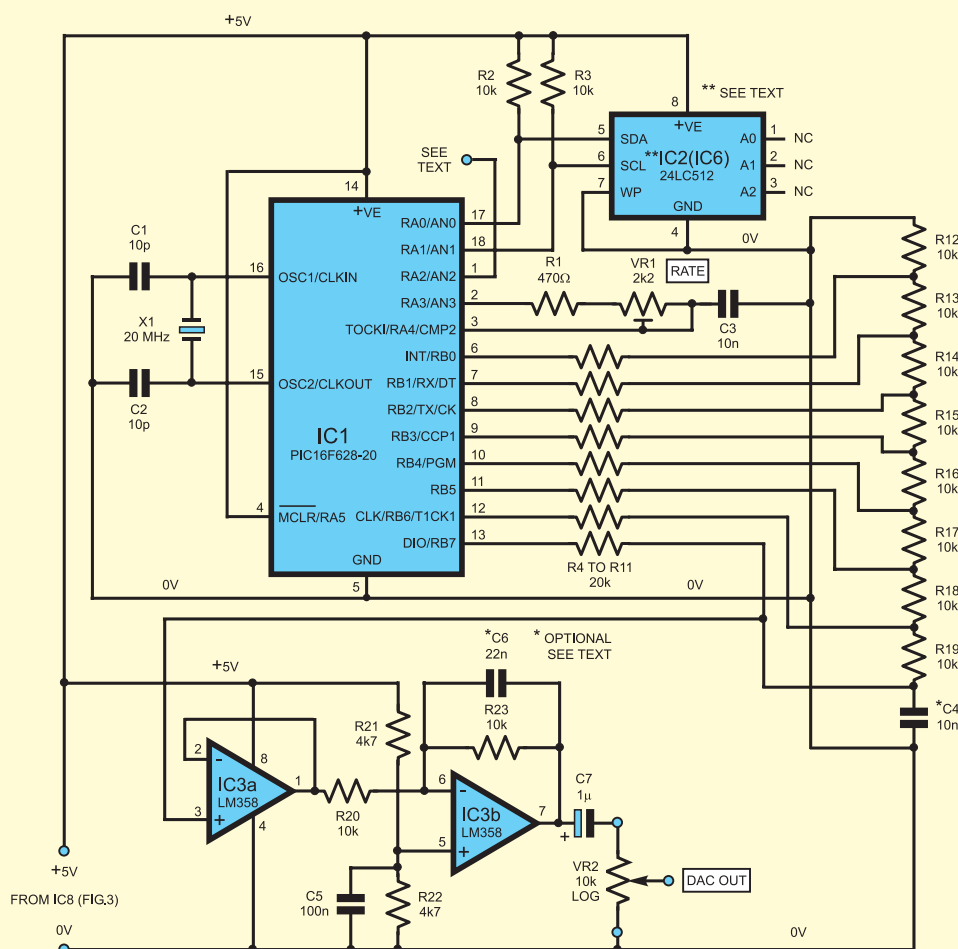 +5V
R2
10k
R3
10k
** SEE TEXT
8
+VE
5
SDA
A0
1
NC
**IC2(IC6)
24LC512
6
SCL
A1
2
NC
7
WP
A2
3
NC
GND
4
0V
SEE
TEXT
14
+VE
C1
10p
16
OSC1/CLKIN
X1
20 MHz
15
OSC2/CLKOUT
C2
10p
IC1
PIC16F628-20
4
MCLR/RA5
GND
5
RA0/AN0
17
RA1/AN1
18
RA2/AN2
1
RA3/AN3
2
TOCKI/RA4/CMP2
3
INT/RB0
6
RB1/RX/DT
7
RB2/TX/CK
8
RB3/CCP1
9
RB4/PGM
10
RB5
11
CLK/RB6/T1CK1
12
DIO/RB7
13
R1
470Ω
VR1
2k2
RATE
C3
10n
R4 TO R11
20k
R12
10k
R13
10k
R14
10k
R15
10k
R16
10k
R17
10k
R18
10k
R19
10k
*C4
10n
0V
0V
*C6
22n
* OPTIONAL
SEE TEXT
+5V
R21
4k7
R23
10k
2
-
8
IC3a
LM358
1
3
+
4
R20
10k
6
-
IC3b
LM358
7
5
+
C7
1µ
+
VR2
10k
LOG
DAC OUT
C5
100n
R22
4k7
+5V
FROM IC8 (FIG.3)
0V
0V